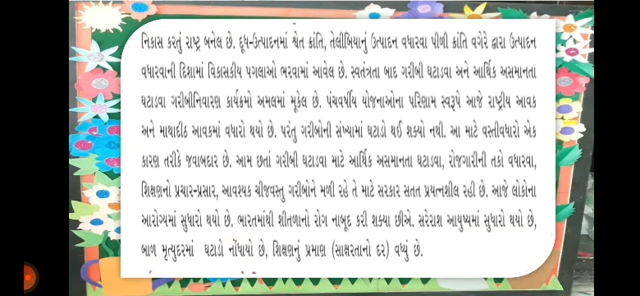 નિકાસ કરતું રાષ્ટ્ર બનેલ છે. દૂધ-ઉત્પાદનમાં શ્વેત ક્રાંતિ, તેલીબિયાનું ઉત્પાદન વધારવા પીળી ક્રાંતિ વગેરે દ્વારા ઉત્પાદન
વધારવાની દિશામાં વિકાસકીય પગલાઓ ભરવામાં આવેલ છે. સ્વતંત્રતા બાદ ગરીબી ઘટાડવા અને આર્થિક અસમાનતા
ઘટાડવા ગરીબીનિવારણ કાર્યક્રમો અમલમાં મૂકેલ છે. પંચવર્ષીય યોજનાઓના પરિણામ સ્વરૂપે આજે રાષ્ટ્રીય આવક
અને માથાદીઠ આવકમાં વધારો થયો છે. પરંતુ ગરીબોની સંખ્યામાં ઘટાડો થઈ શક્યો નથી. આ માટે વસ્તીવધારો એક
કારણ તરીકે જવાબદાર છે. આમ છતાં ગરીબી ઘટાડવા માટે આર્થિક અસમાનતા ઘટાડવા, રોજગારીની તકો વધારવા,
શિક્ષણનો પ્રચાર-પ્રસાર, આવશ્યક ચીજવસ્તુ ગરીબોને મળી રહે તે માટે સરકાર સતત પ્રયત્નશીલ રહી છે. આજે લોકોના
આરોગ્યમાં સુધારો થયો છે. ભારતમાંથી શીતળાનો રોગ નાબૂદ કરી શક્યા છીએ. સરેરાશ આયુષ્યમાં સુધારો થયો છે,
બાળ મૃત્યુદરમાં ઘટાડો નોંધાયો છે, શિક્ષણનું પ્રમાણ (સાક્ષરતાનો દર) વધ્યું છે.